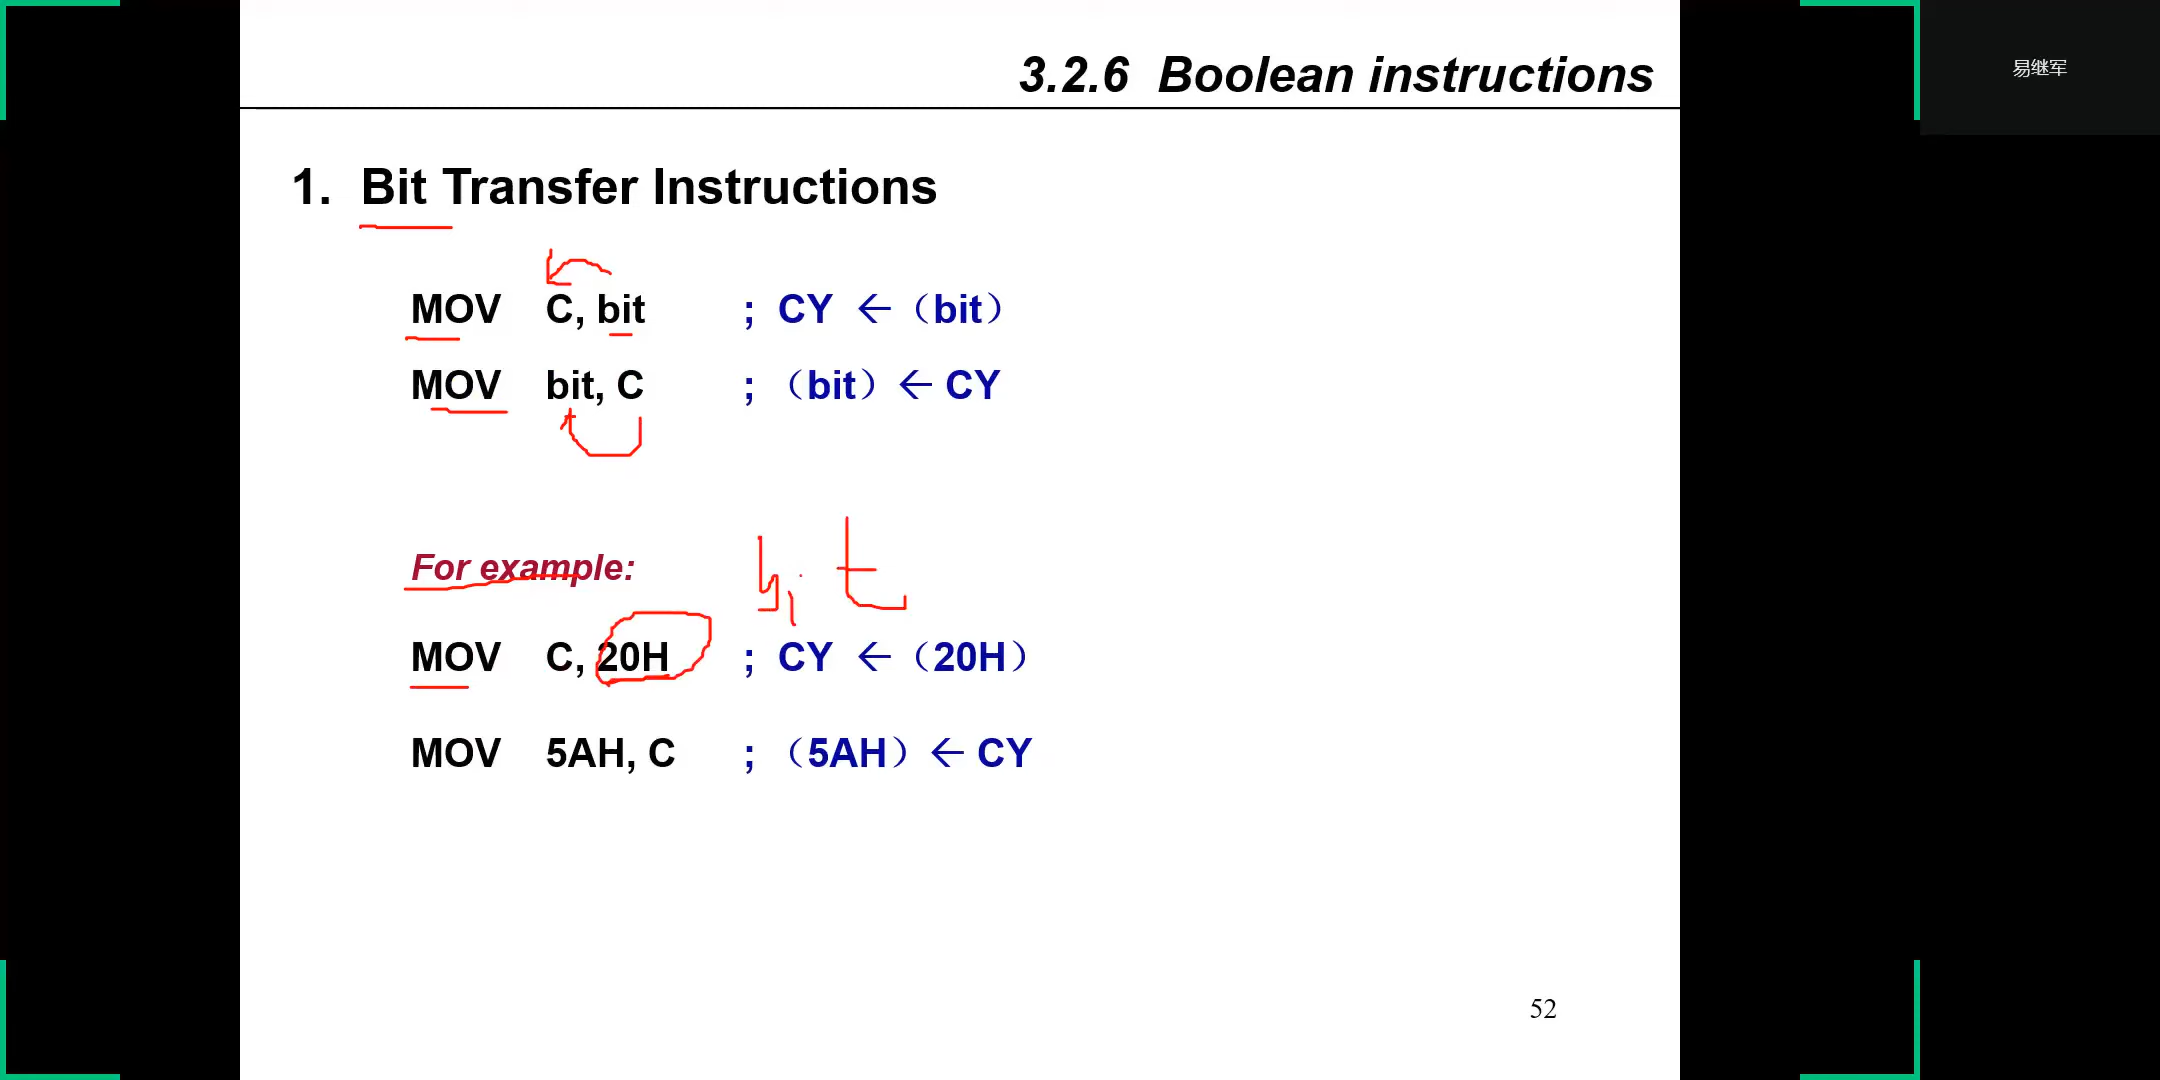 3.2.6 Boolean instructions
易继军
1. Bit Transfer Instructions
MOV C, bit ; CY ←（bit）
MOV bit, C ;（bit）← CY
For example:
bit
MOV C, 20H ; CY ←（20H）
MOV 5AH, C ;（5AH）← CY
52